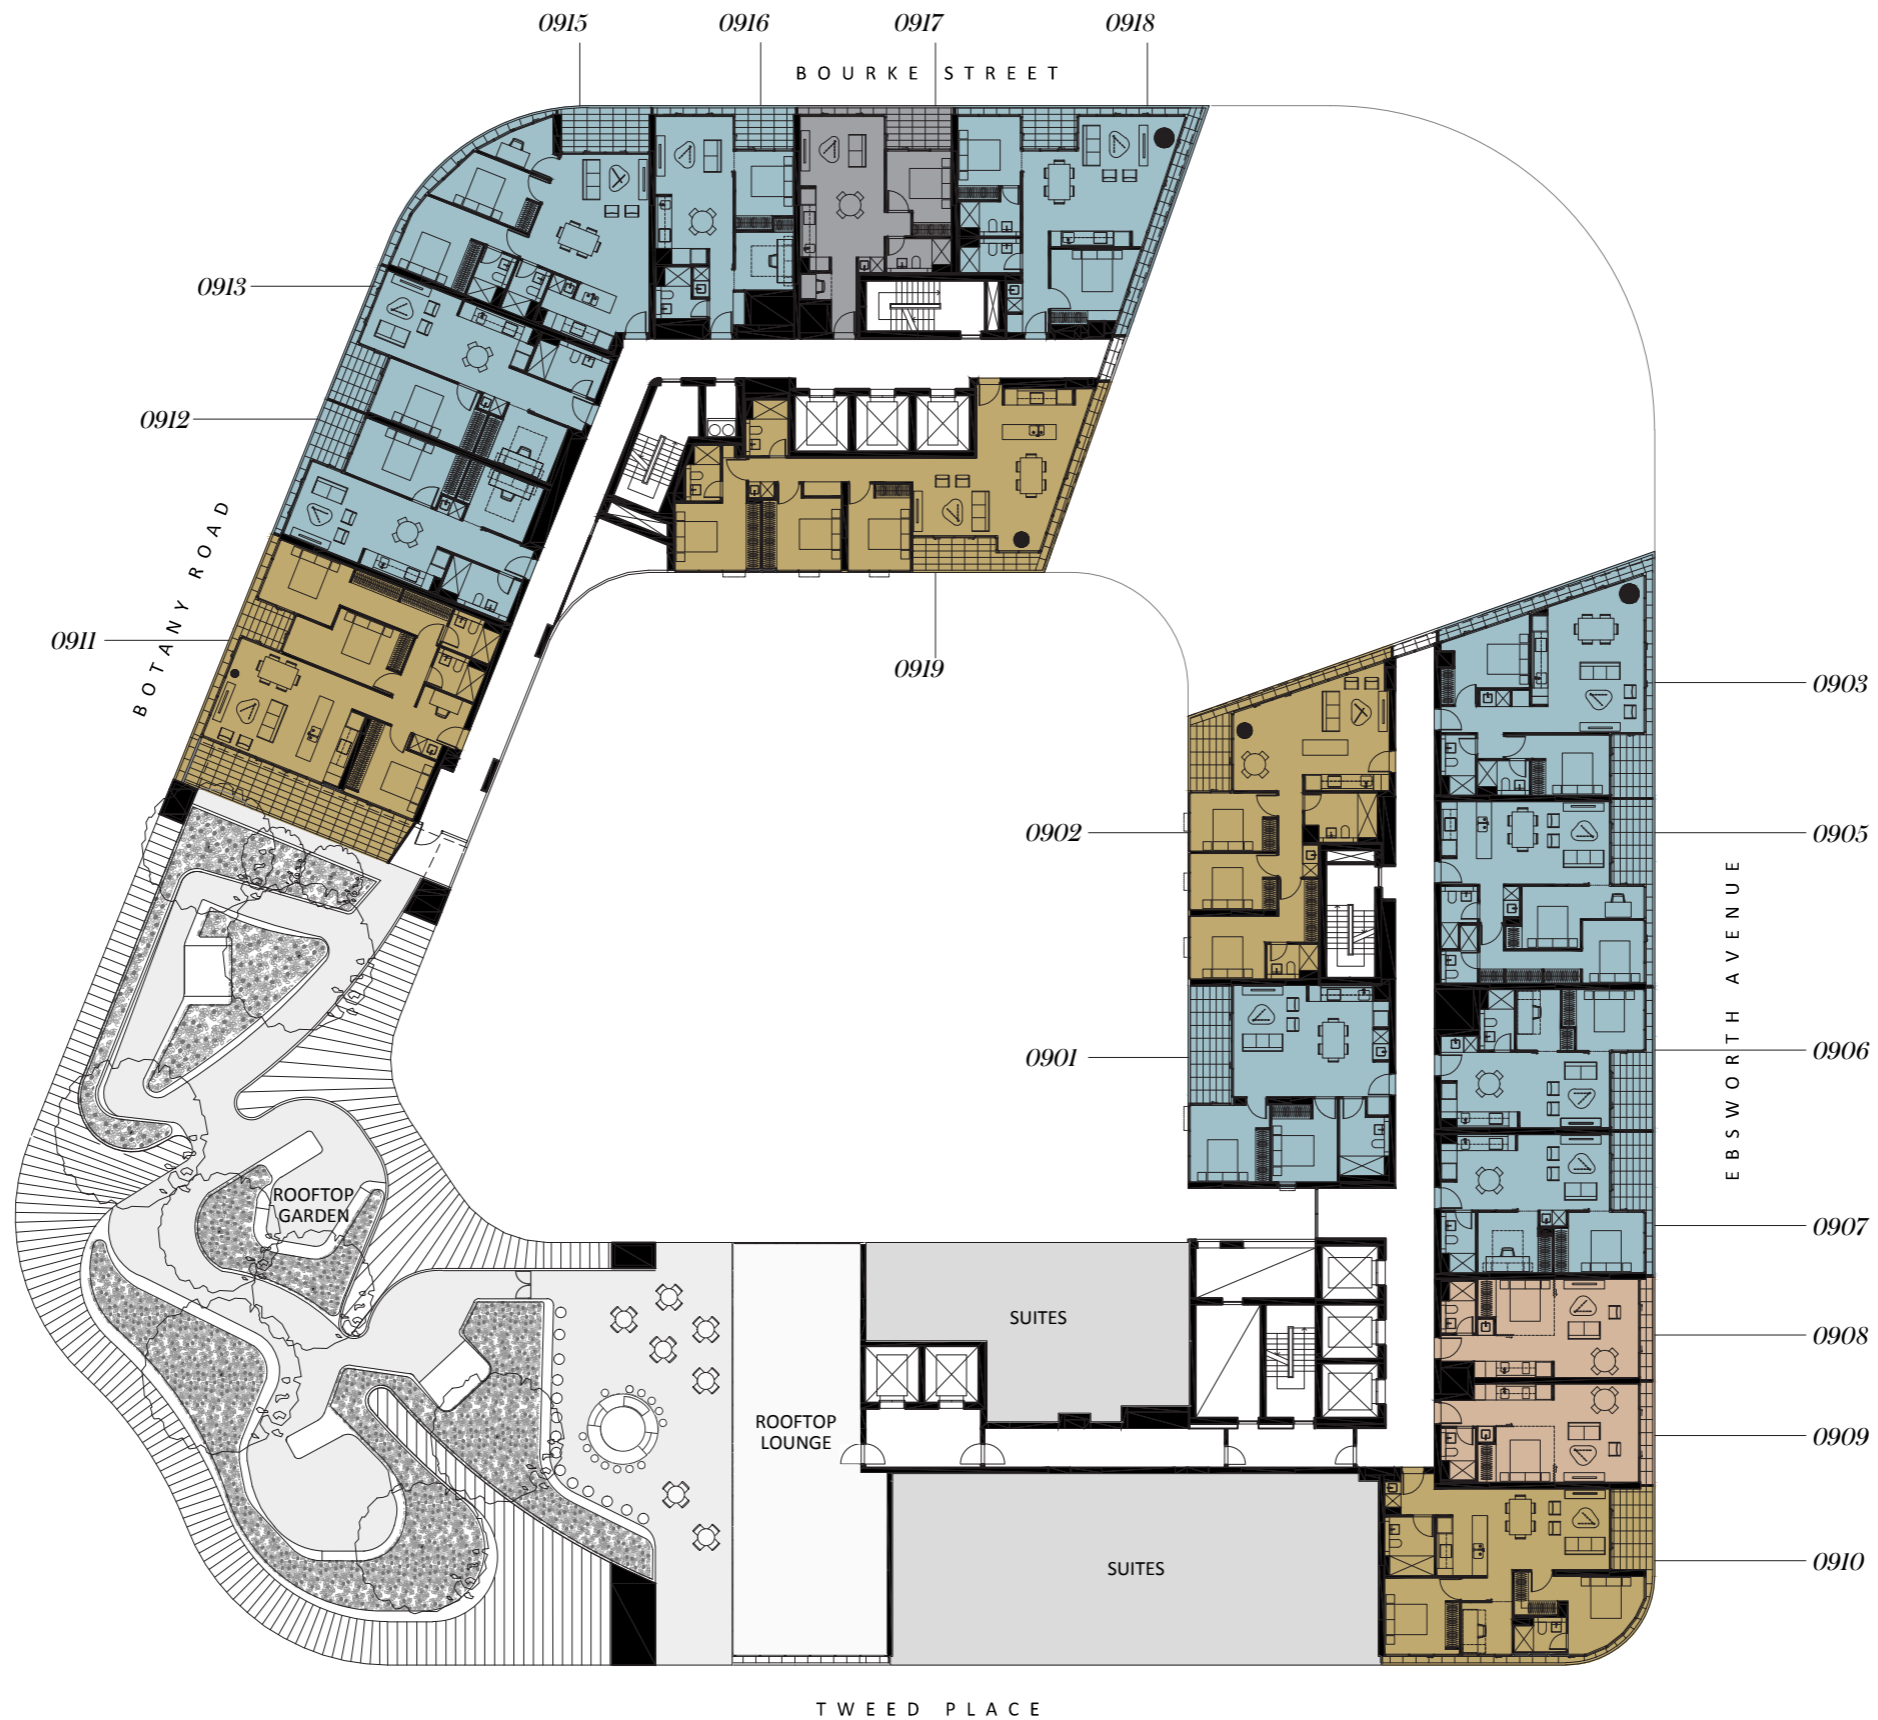 0915
0916
0917
0918
BOURKE STREET
0913
0912
BOTANY ROAD
0911
0919
0903
0902
0905
EBSWORTH AVENUE
0901
0906
ROOFTOP
GARDEN
0907
SUITES
0908
ROOFTOP
LOUNGE
0909
SUITES
0910
TWEED PLACE